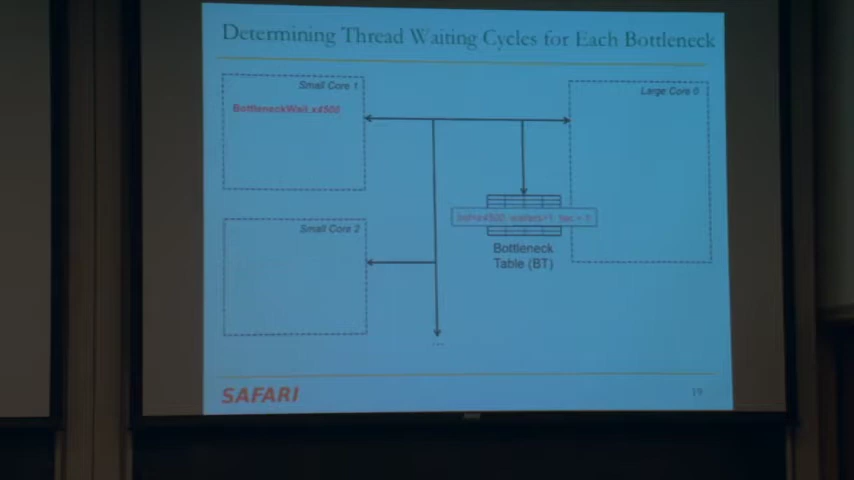 Determining Thread Waiting Cycles for Each Bottleneck
Small Core 1
Large Core 0
BottleneckWait x4500
Small Core 2
Bottleneck
Table (BT)
...
SAFARI
19